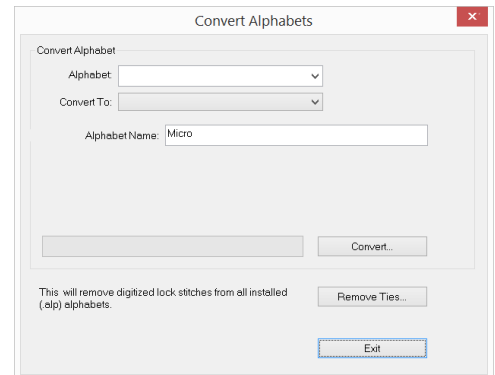 Convert Alphabets
Convert Alphabet
Alphabet:
Convert To:
Alphabet Name: Micro
Convert...
This will remove digitized lock stitches from all installed
(.alp) alphabets.
Remove Ties...
Exit